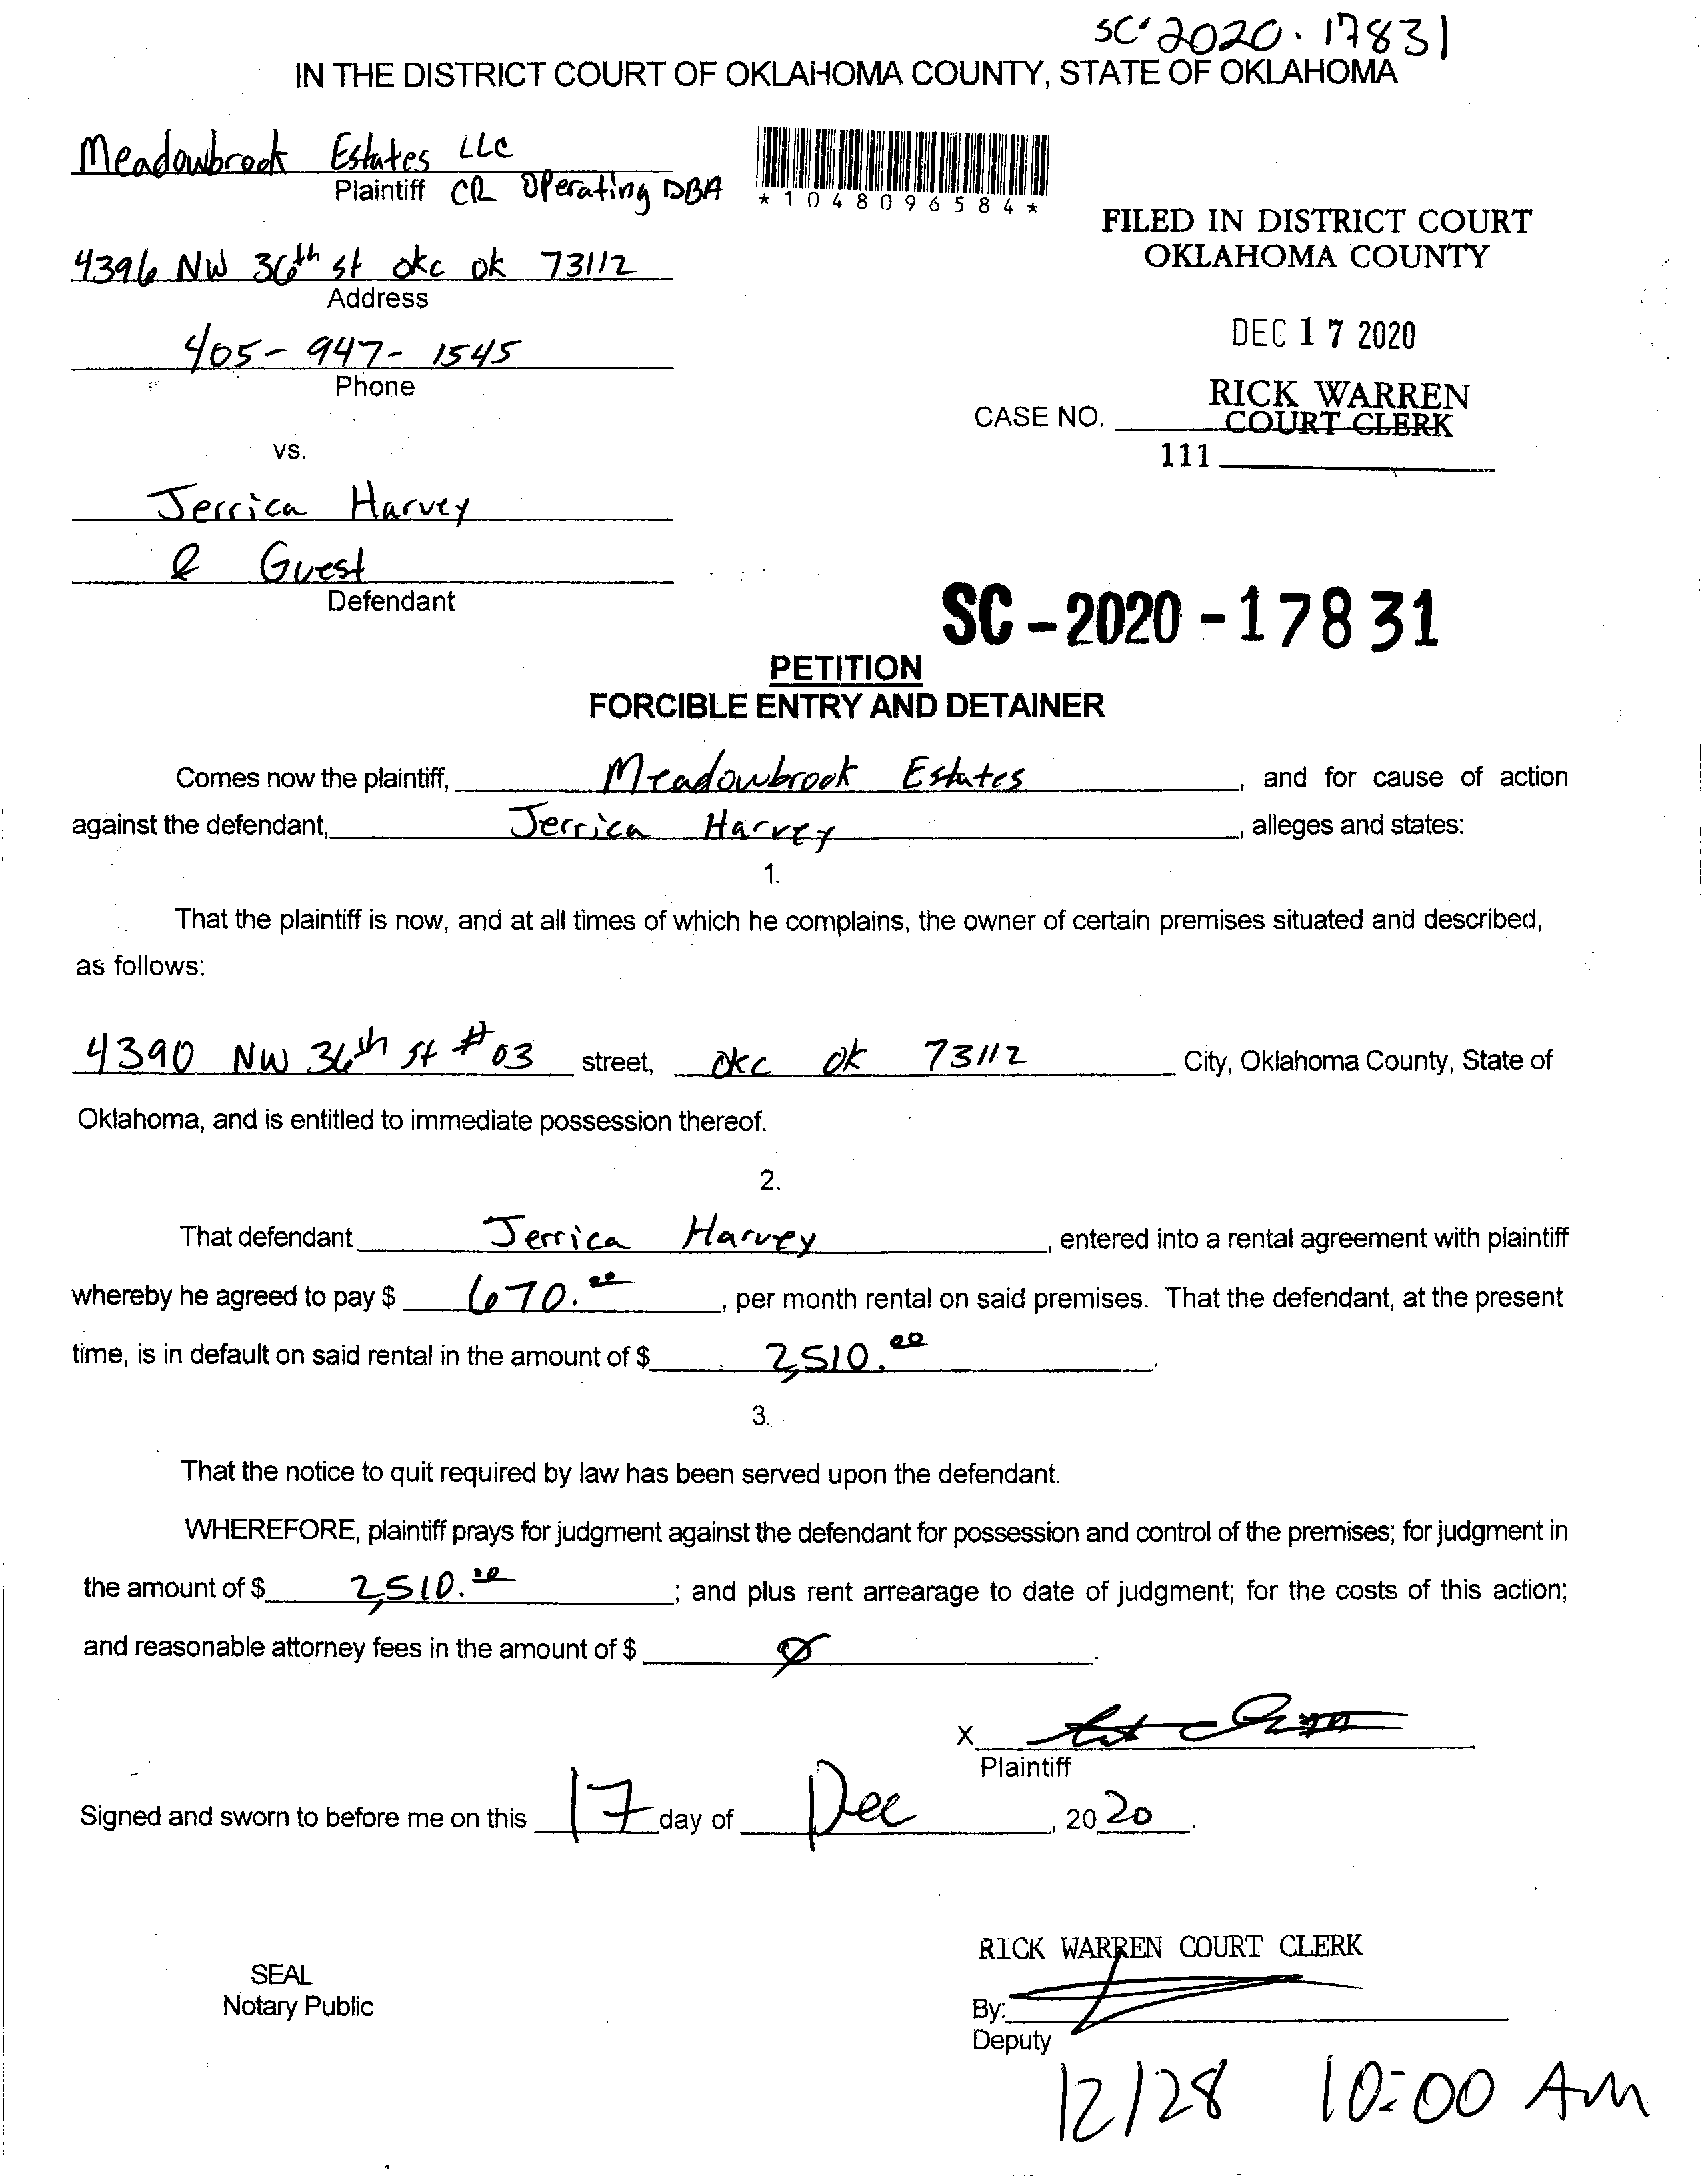 SC-2020-17831
IN THE DISTRICT COURT OF OKLAHOMA COUNTY, STATE OF OKLAHOMA
Meadowbrook Estates LLC
Plaintiff CR Operating DBA
*1048096584*
FILED IN DISTRICT COURT
OKLAHOMA COUNTY
4396 NW 36th st okc ok 73112
Address
DEC 17 2020
405-947-1545
Phone
RICK WARREN
CASE NO. COURT CLERK
111
vs.
Jerrica Harvey
& Guest
Defendant
SC-2020-17831
PETITION
FORCIBLE ENTRY AND DETAINER
Comes now the plaintiff, Meadowbrook Estates, and for cause of action
against the defendant, Jerrica Harvey, alleges and states:
1.
That the plaintiff is now, and at all times of which he complains, the owner of certain premises situated and described,
as follows:
4390 NW 36th st #03 street, okc ok 73112 City, Oklahoma County, State of
Oklahoma, and is entitled to immediate possession thereof.
2.
That defendant Jerrica Harvey, entered into a rental agreement with plaintiff
whereby he agreed to pay $ 670.00, per month rental on said premises. That the defendant, at the present
time, is in default on said rental in the amount of $ 2,510.00.
3.
That the notice to quit required by law has been served upon the defendant.
WHEREFORE, plaintiff prays for judgment against the defendant for possession and control of the premises; for judgment in
the amount of $ 2,510.00; and plus rent arrearage to date of judgment; for the costs of this action;
and reasonable attorney fees in the amount of $ Ø.
X
Plaintiff
Signed and sworn to before me on this 17 day of Dec, 2020.
RICK WARREN COURT CLERK
SEAL
Notary Public
By:
Deputy
12/28 10:00 AM